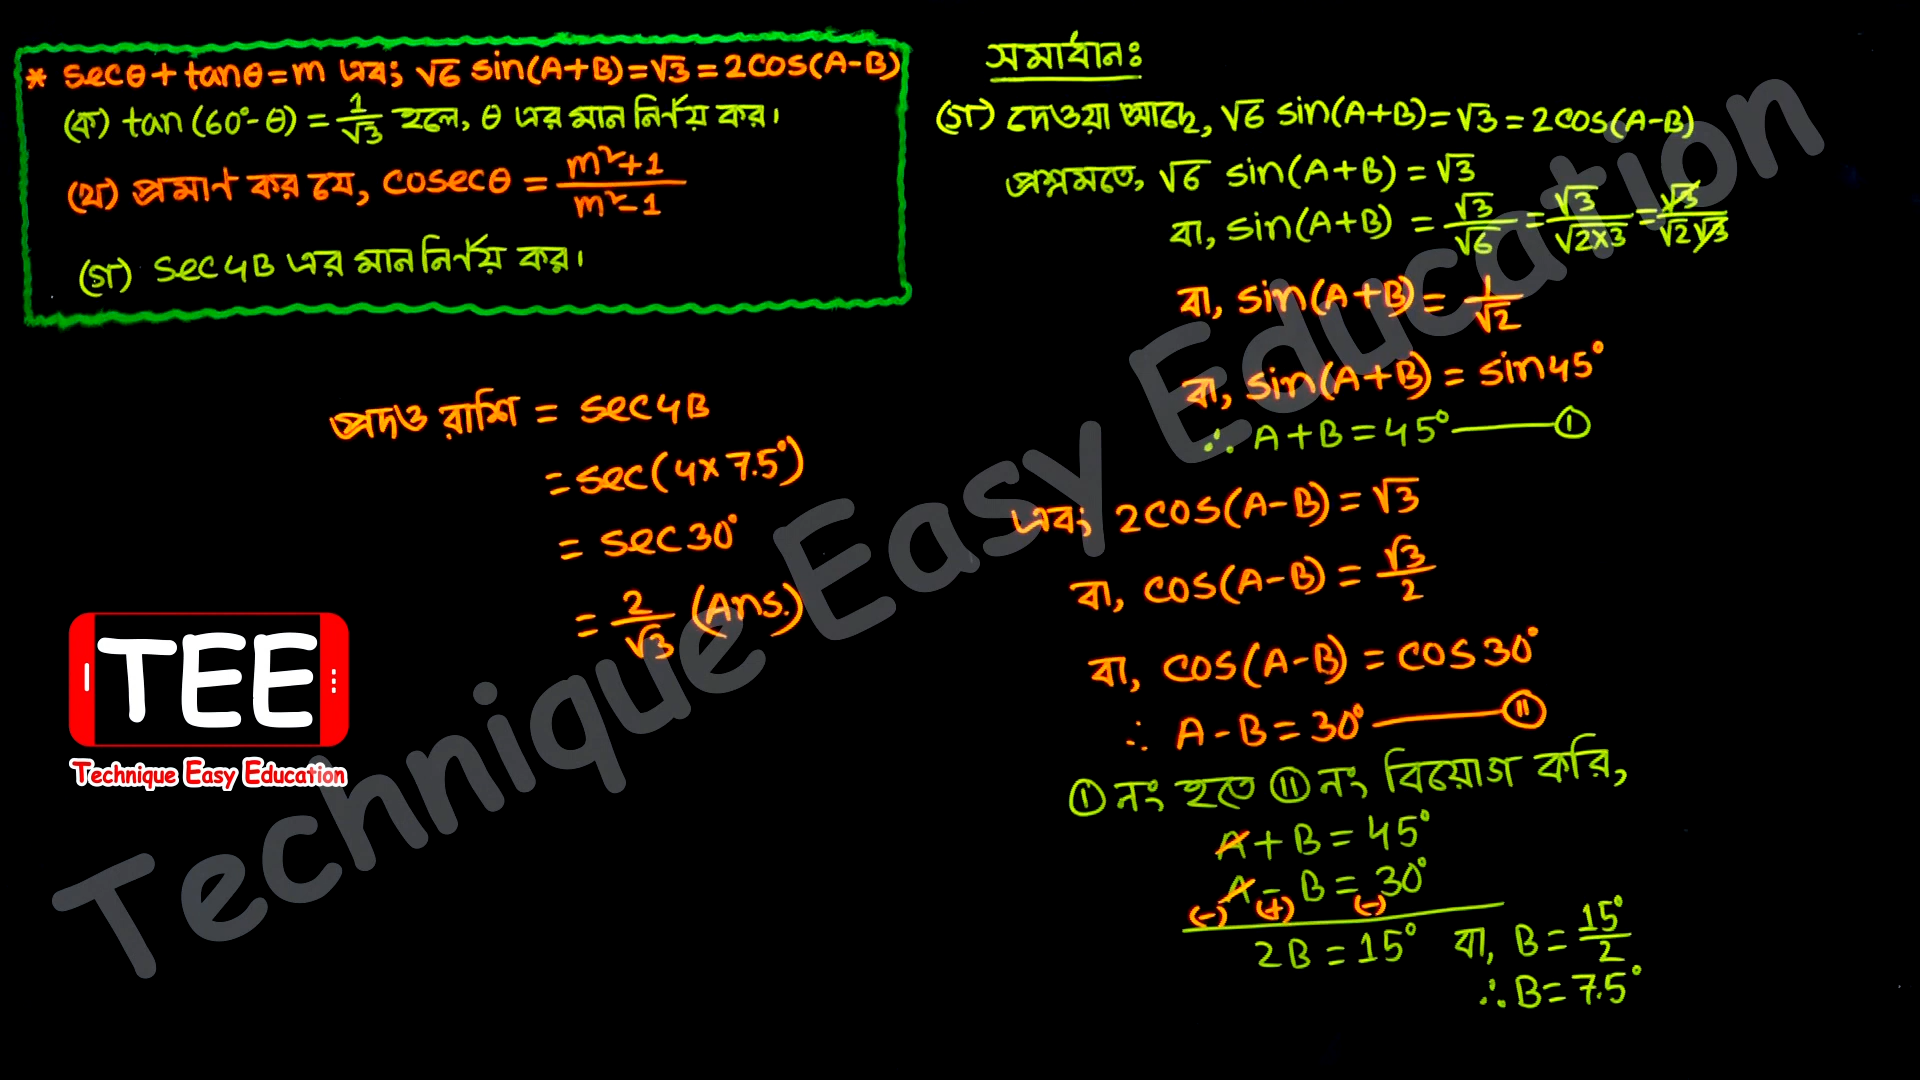 * secθ + tanθ = m এবং √6 sin(A+B) = √3 = 2cos(A-B)
(ক) tan(60°-θ) = 1/√3 হলে, θ এর মান নির্ণয় কর।
(খ) প্রমাণ কর যে, cosecθ = m²+1/m²-1
(গ) sec4B এর মান নির্ণয় কর।
প্রদত্ত রাশি = sec4B
= sec(4×7.5°)
= sec30°
= 2/√3 (Ans.)
TEE
Technique Easy Education
সমাধানঃ
(গ) দেওয়া আছে, √6 sin(A+B) = √3 = 2cos(A-B)
প্রশ্নমতে, √6 sin(A+B) = √3
বা, sin(A+B) = √3/√6 = √3/√2×3 = √3/√2√3
বা, sin(A+B) = 1/√2
বা, sin(A+B) = sin45°
∴ A+B = 45° —— (i)
এবং 2cos(A-B) = √3
বা, cos(A-B) = √3/2
বা, cos(A-B) = cos30°
∴ A-B = 30° —— (ii)
(i) নং হতে (ii) নং বিয়োগ করি,
A + B = 45°
A - B = 30°
(-) (+) (-)
2B = 15° বা, B = 15°/2
∴ B = 7.5°
Technique Easy Education